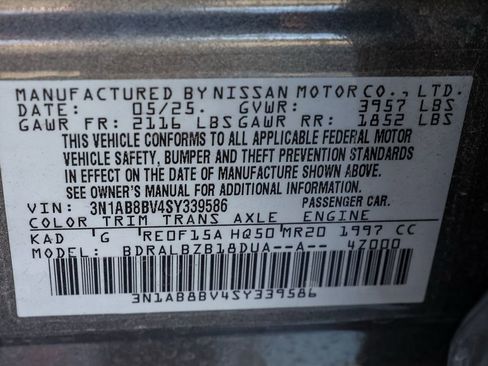 MANUFACTURED BY NISSAN MOTOR CO., LTD.
DATE: 05/25. GVWR: 3957 LBS
GAWR FR: 2116 LBS GAWR RR: 1852 LBS
THIS VEHICLE CONFORMS TO ALL APPLICABLE FEDERAL MOTOR
VEHICLE SAFETY, BUMPER AND THEFT PREVENTION STANDARDS
IN EFFECT ON THE DATE OF MANUFACTURE SHOWN ABOVE.
SEE OWNER'S MANUAL FOR ADDITIONAL INFORMATION.
VIN: 3N1AB8BV4SY339586 PASSENGER CAR.
COLOR TRIM TRANS AXLE ENGINE
KAD G RE0F15A HQ50 MR20 1997 CC
MODEL: BDRALBZB18DUA--A-- 4Z000
3N1AB8BV4SY339586